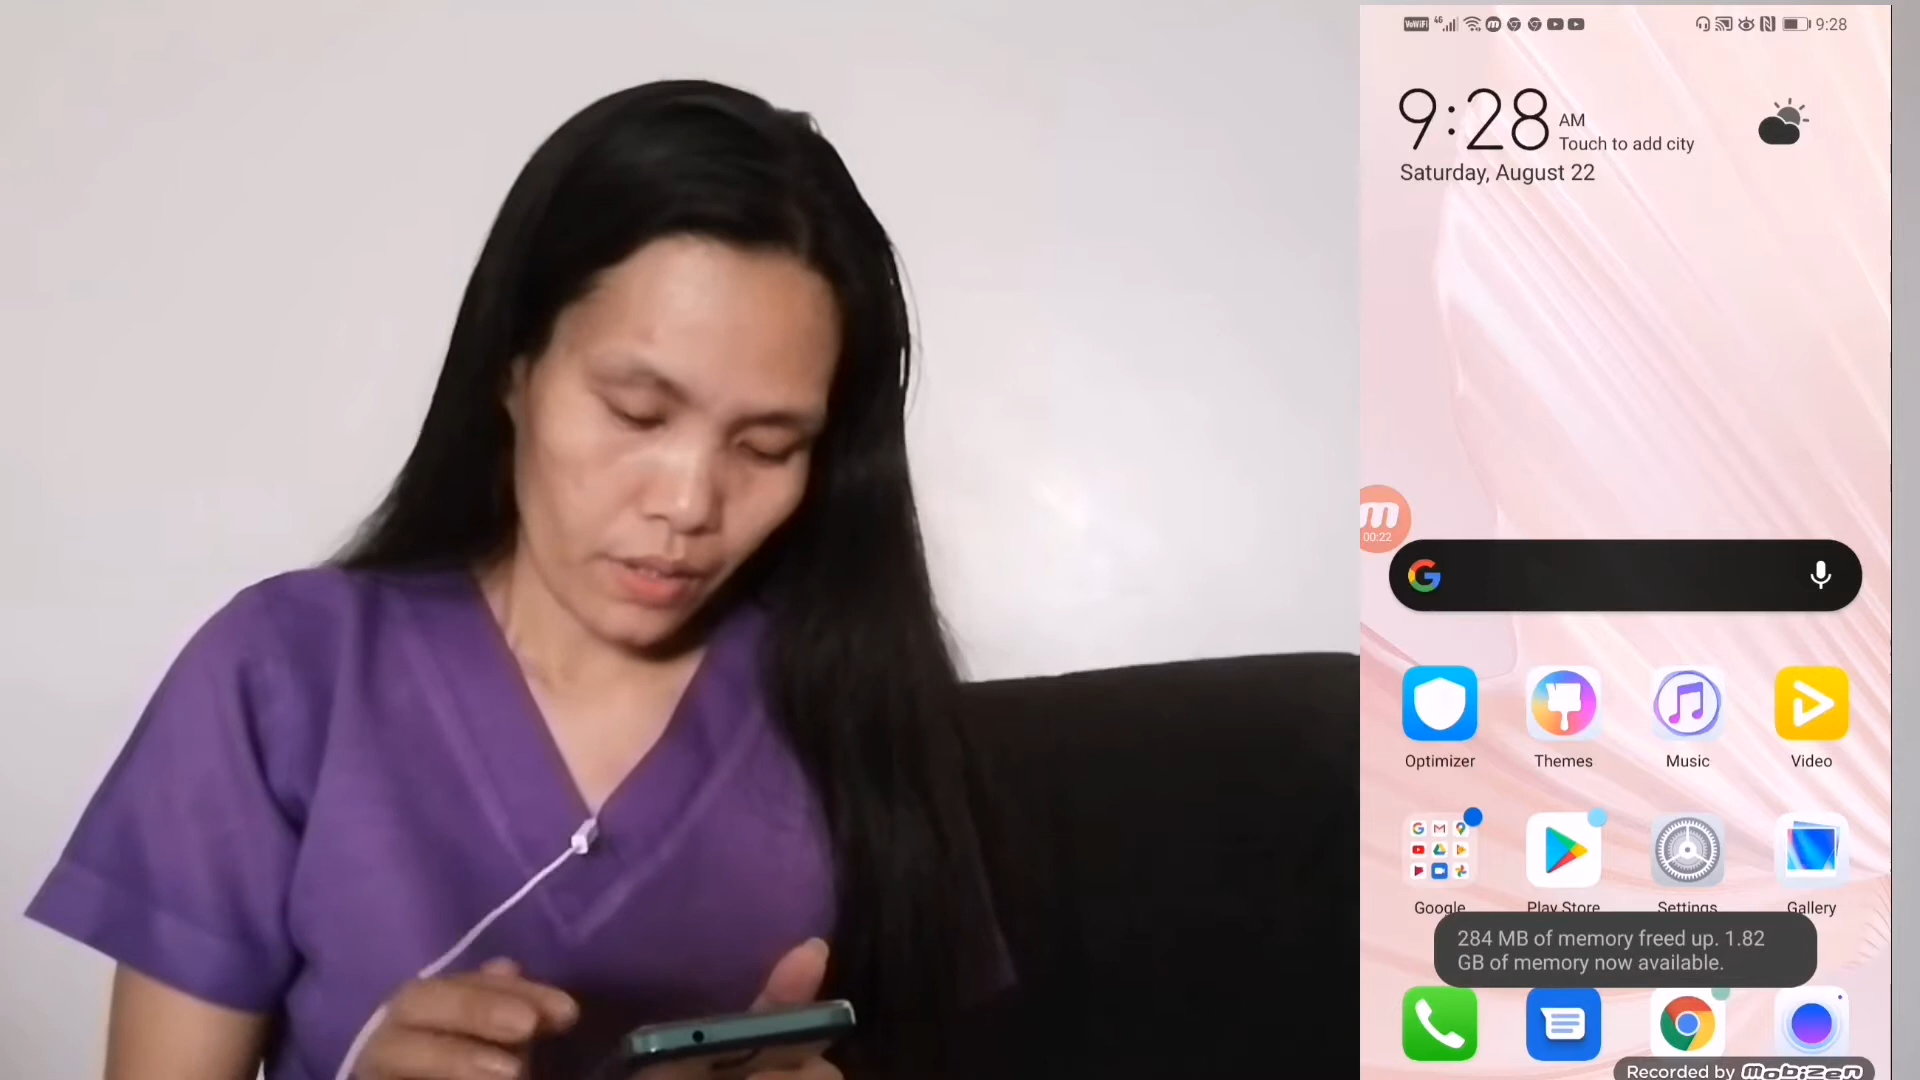 VoWiFi 4G 9:28
9:28 AM
Touch to add city
Saturday, August 22
00:22
Optimizer Themes Music Video
Google Play Store Settings Gallery
284 MB of memory freed up. 1.82
GB of memory now available.
Recorded by mobizen